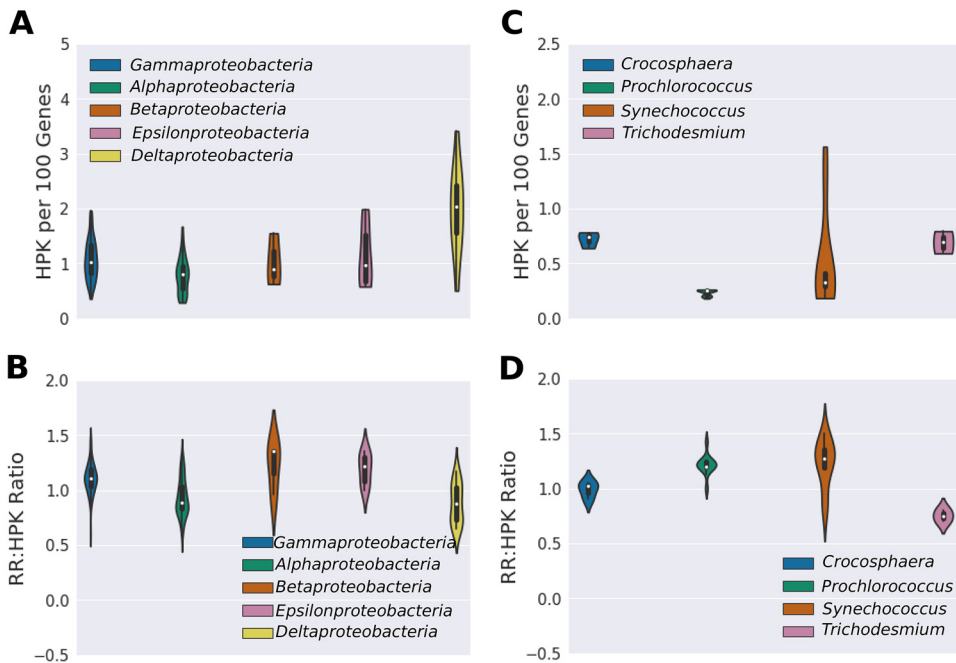 A
HPK per 100 Genes
5
4
3
2
1
0
Gammaproteobacteria
Alphaproteobacteria
Betaproteobacteria
Epsilonproteobacteria
Deltaproteobacteria
C
HPK per 100 Genes
2.5
2.0
1.5
1.0
0.5
0.0
Crocosphaera
Prochlorococcus
Synechococcus
Trichodesmium
B
RR:HPK Ratio
2.0
1.5
1.0
0.5
0.0
−0.5
Gammaproteobacteria
Alphaproteobacteria
Betaproteobacteria
Epsilonproteobacteria
Deltaproteobacteria
D
RR:HPK Ratio
2.0
1.5
1.0
0.5
0.0
−0.5
Crocosphaera
Prochlorococcus
Synechococcus
Trichodesmium